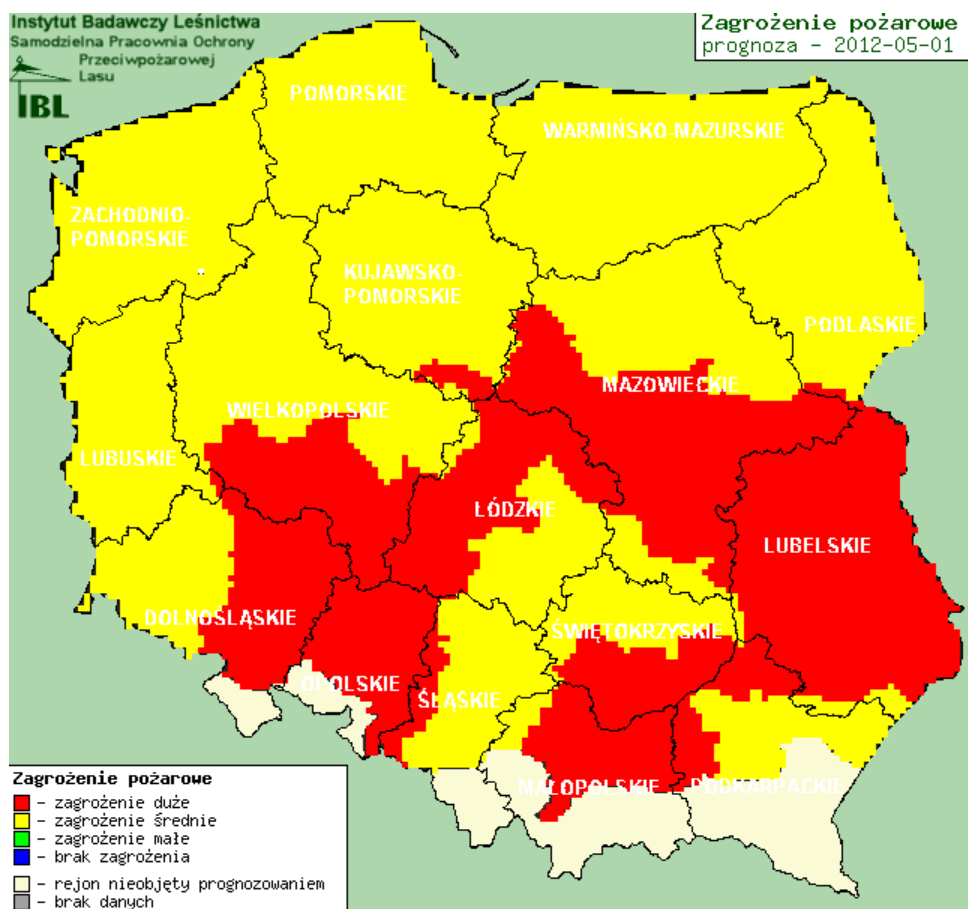 Instytut Badawczy Leśnictwa
Samodzielna Pracownia Ochrony
Przeciwpożarowej
Lasu
IBL
Zagrożenie pożarowe
prognoza - 2012-05-01
POMORSKIE
WARMIŃSKO-MAZURSKIE
ZACHODNIO-
POMORSKIE
KUJAWSKO-
POMORSKIE
PODLASKIE
MAZOWIECKIE
WIELKOPOLSKIE
LUBUSKIE
ŁÓDZKIE
LUBELSKIE
DOLNOŚLĄSKIE
ŚWIĘTOKRZYSKIE
OPOLSKIE
ŚLĄSKIE
MAŁOPOLSKIE
PODKARPACKIE
Zagrożenie pożarowe
- zagrożenie duże
- zagrożenie średnie
- zagrożenie małe
- brak zagrożenia
- rejon nieobjęty prognozowaniem
- brak danych